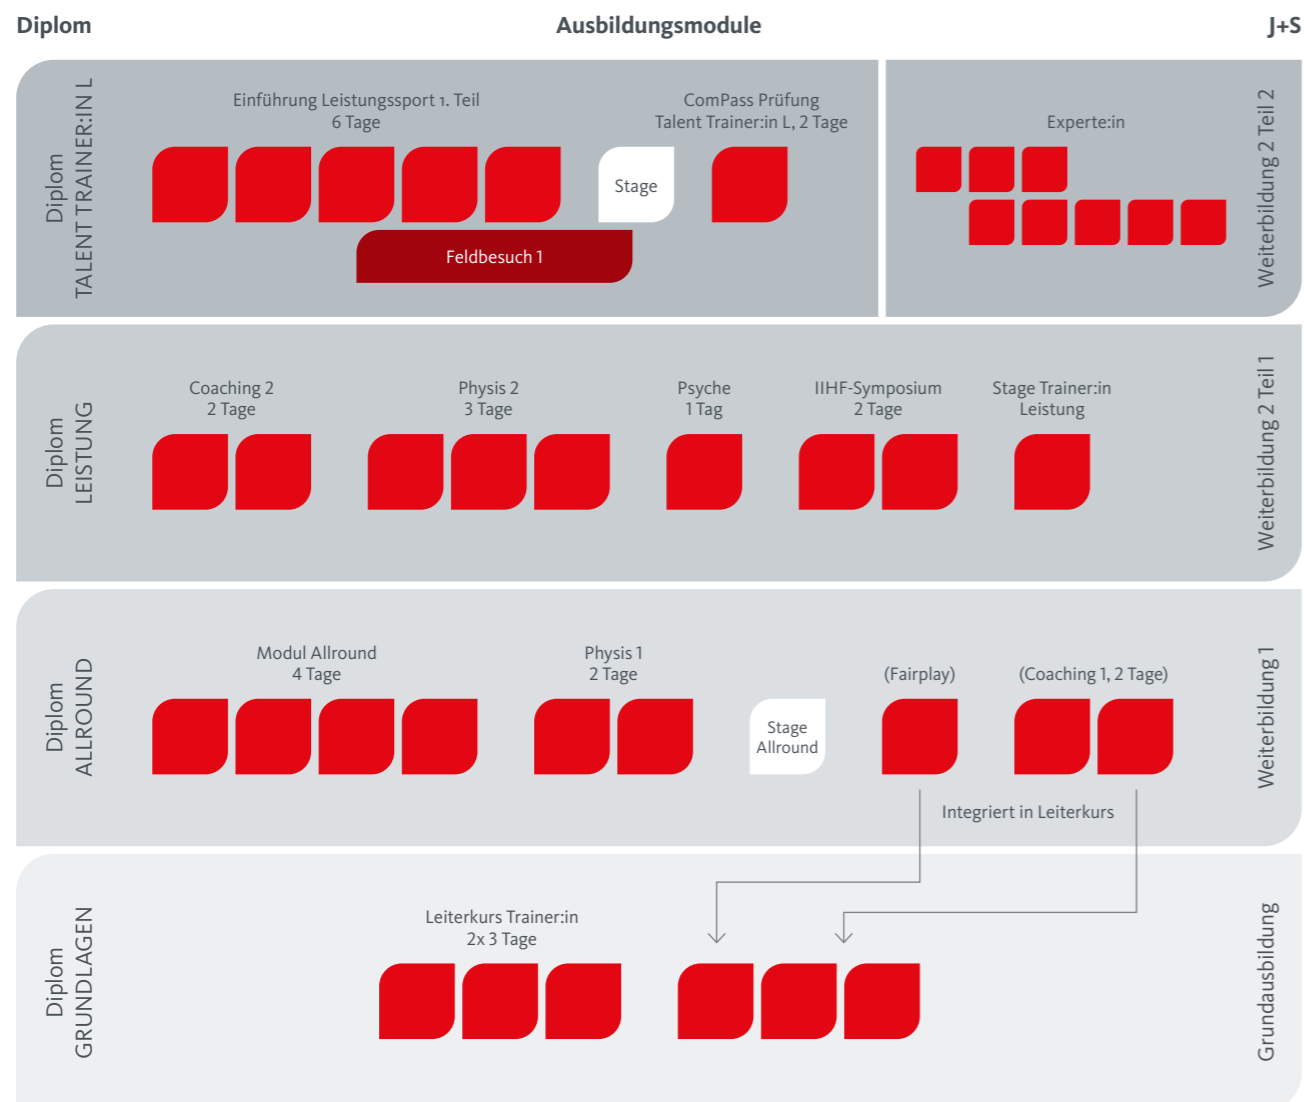 Diplom
Ausbildungsmodule
J+S
Diplom
TALENT TRAINER:IN L
Einführung Leistungssport 1. Teil
6 Tage
Stage
ComPass Prüfung
Talent Trainer:in L, 2 Tage
Feldbesuch 1
Experte:in
Weiterbildung 2 Teil 2
Diplom
LEISTUNG
Coaching 2
2 Tage
Physis 2
3 Tage
Psyche
1 Tag
IIHF-Symposium
2 Tage
Stage Trainer:in
Leistung
Weiterbildung 2 Teil 1
Diplom
ALLROUND
Modul Allround
4 Tage
Physis 1
2 Tage
Stage
Allround
(Fairplay)
(Coaching 1, 2 Tage)
Integriert in Leiterkurs
Weiterbildung 1
Diplom
GRUNDLAGEN
Leiterkurs Trainer:in
2x 3 Tage
Grundausbildung